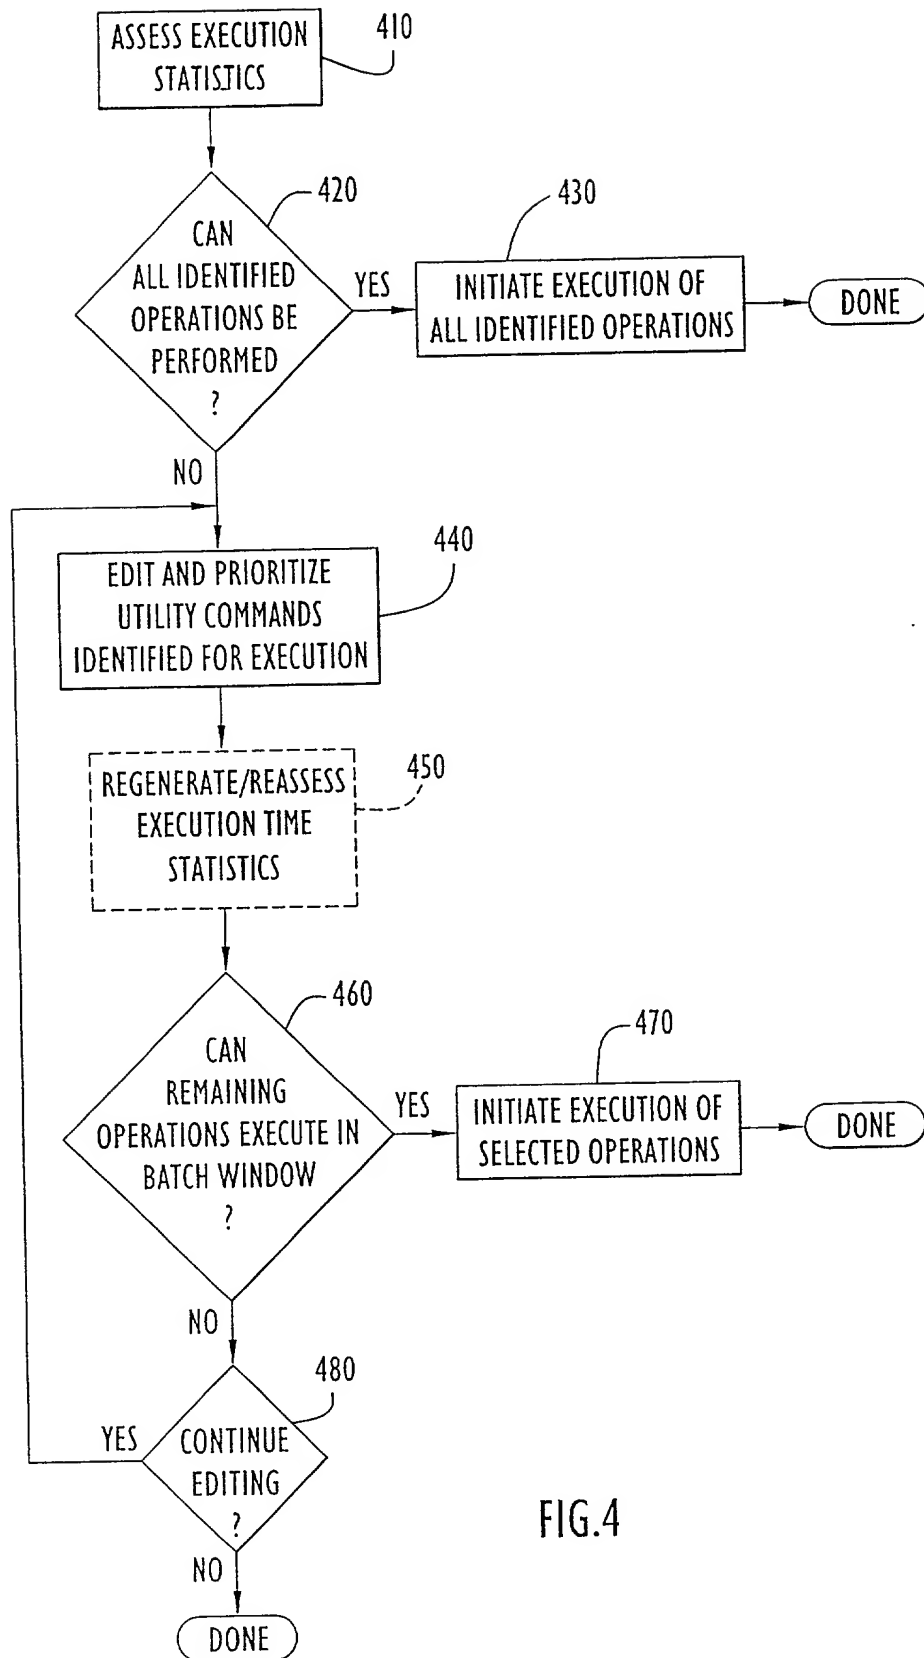 ASSESS EXECUTION
STATISTICS
410
420
CAN
ALL IDENTIFIED
OPERATIONS BE
PERFORMED
?
YES
430
INITIATE EXECUTION OF
ALL IDENTIFIED OPERATIONS
DONE
NO
440
EDIT AND PRIORITIZE
UTILITY COMMANDS
IDENTIFIED FOR EXECUTION
450
REGENERATE/REASSESS
EXECUTION TIME
STATISTICS
460
CAN
REMAINING
OPERATIONS EXECUTE IN
BATCH WINDOW
?
YES
470
INITIATE EXECUTION OF
SELECTED OPERATIONS
DONE
NO
480
YES
CONTINUE
EDITING
?
NO
DONE
FIG.4